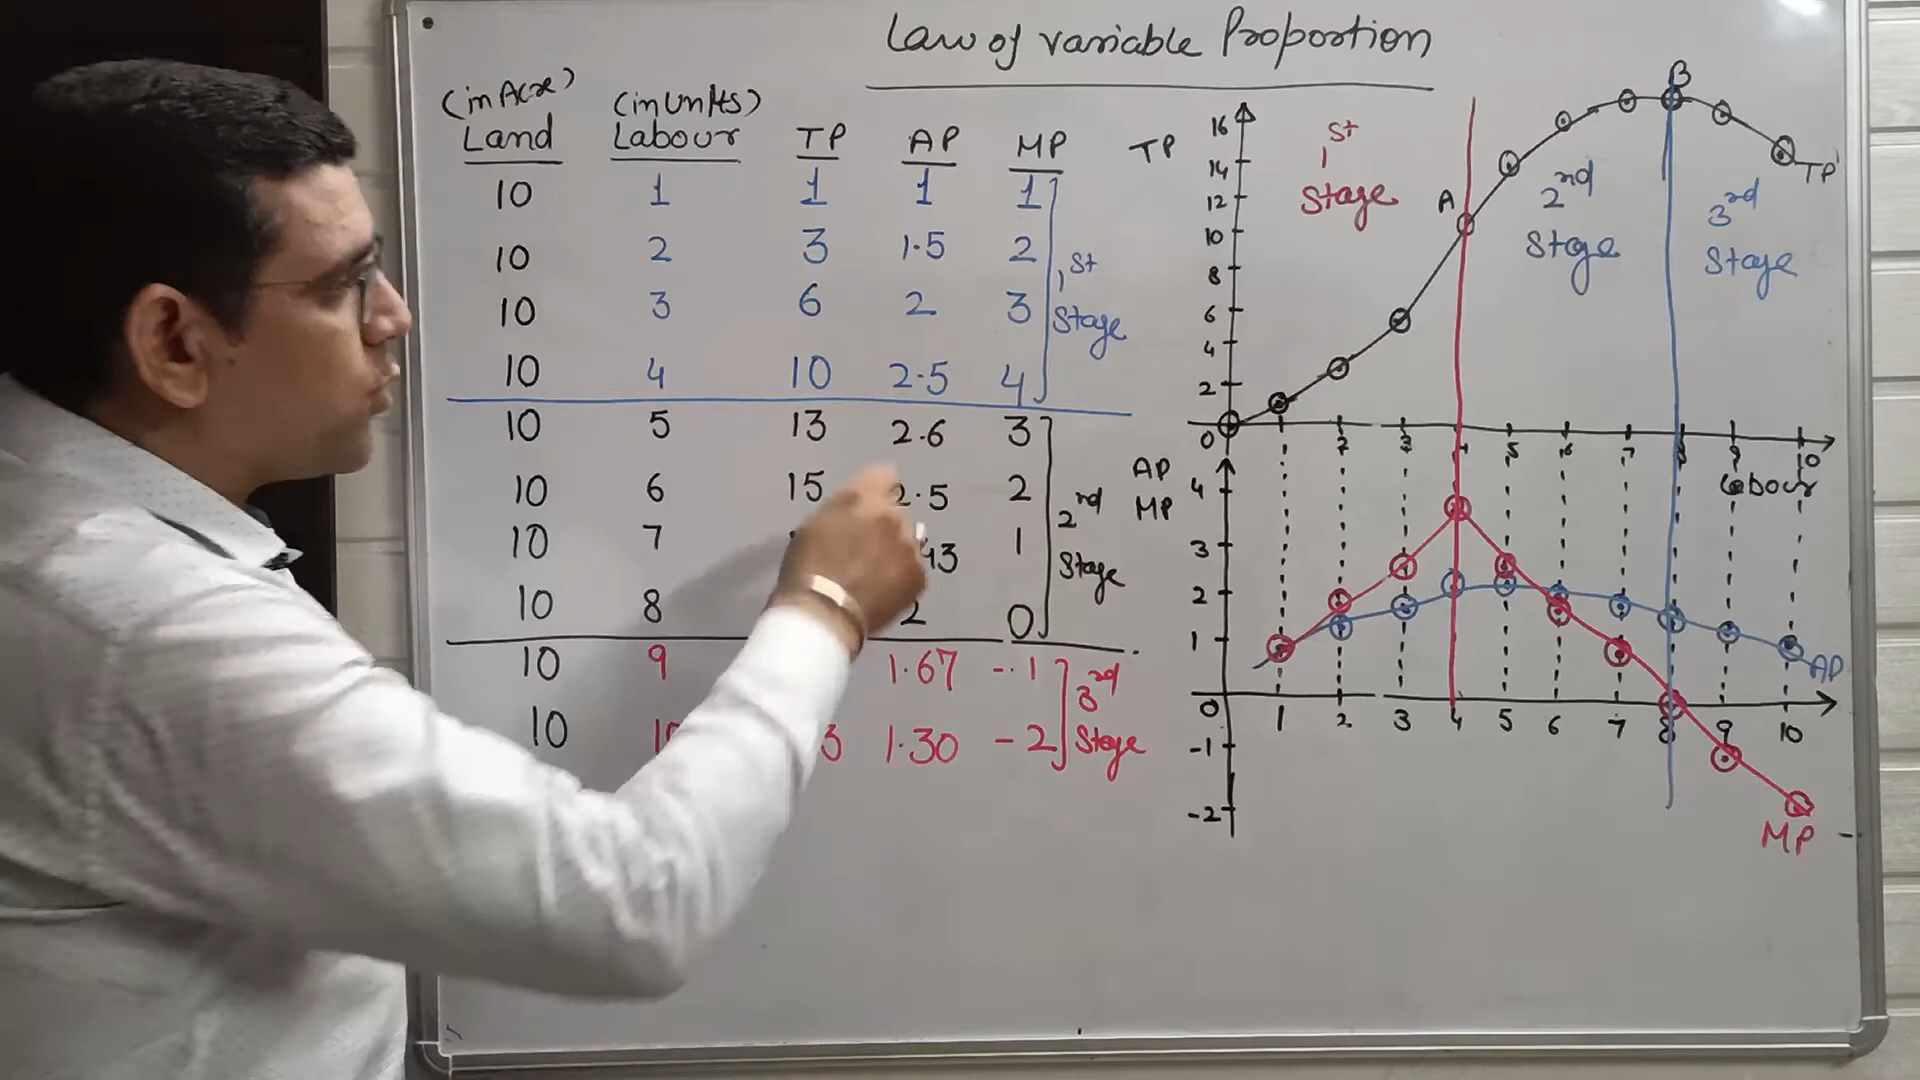 Law of variable Proportion
(in Acre) (in Units)
Land Labour TP AP MP
10 1 1 1 1
10 2 3 1.5 2
10 3 6 2 3
10 4 10 2.5 4
1st
Stage
10 5 13 2.6 3
10 6 15 2.5 2
10 7 43 1
10 8 2 0
2nd
Stage
10 9 1.67 -1
10 3 1.30 -2
3rd
Stage
TP
16
14
12
10
8
6
4
2
0
1st
Stage
2nd
Stage
3rd
Stage
A
B
TP
2 3 4 5 6 7 8 9 10
Labour
AP
MP
4
3
2
1
0
-1
-2
1 2 3 4 5 6 7 8 9 10
AP
MP